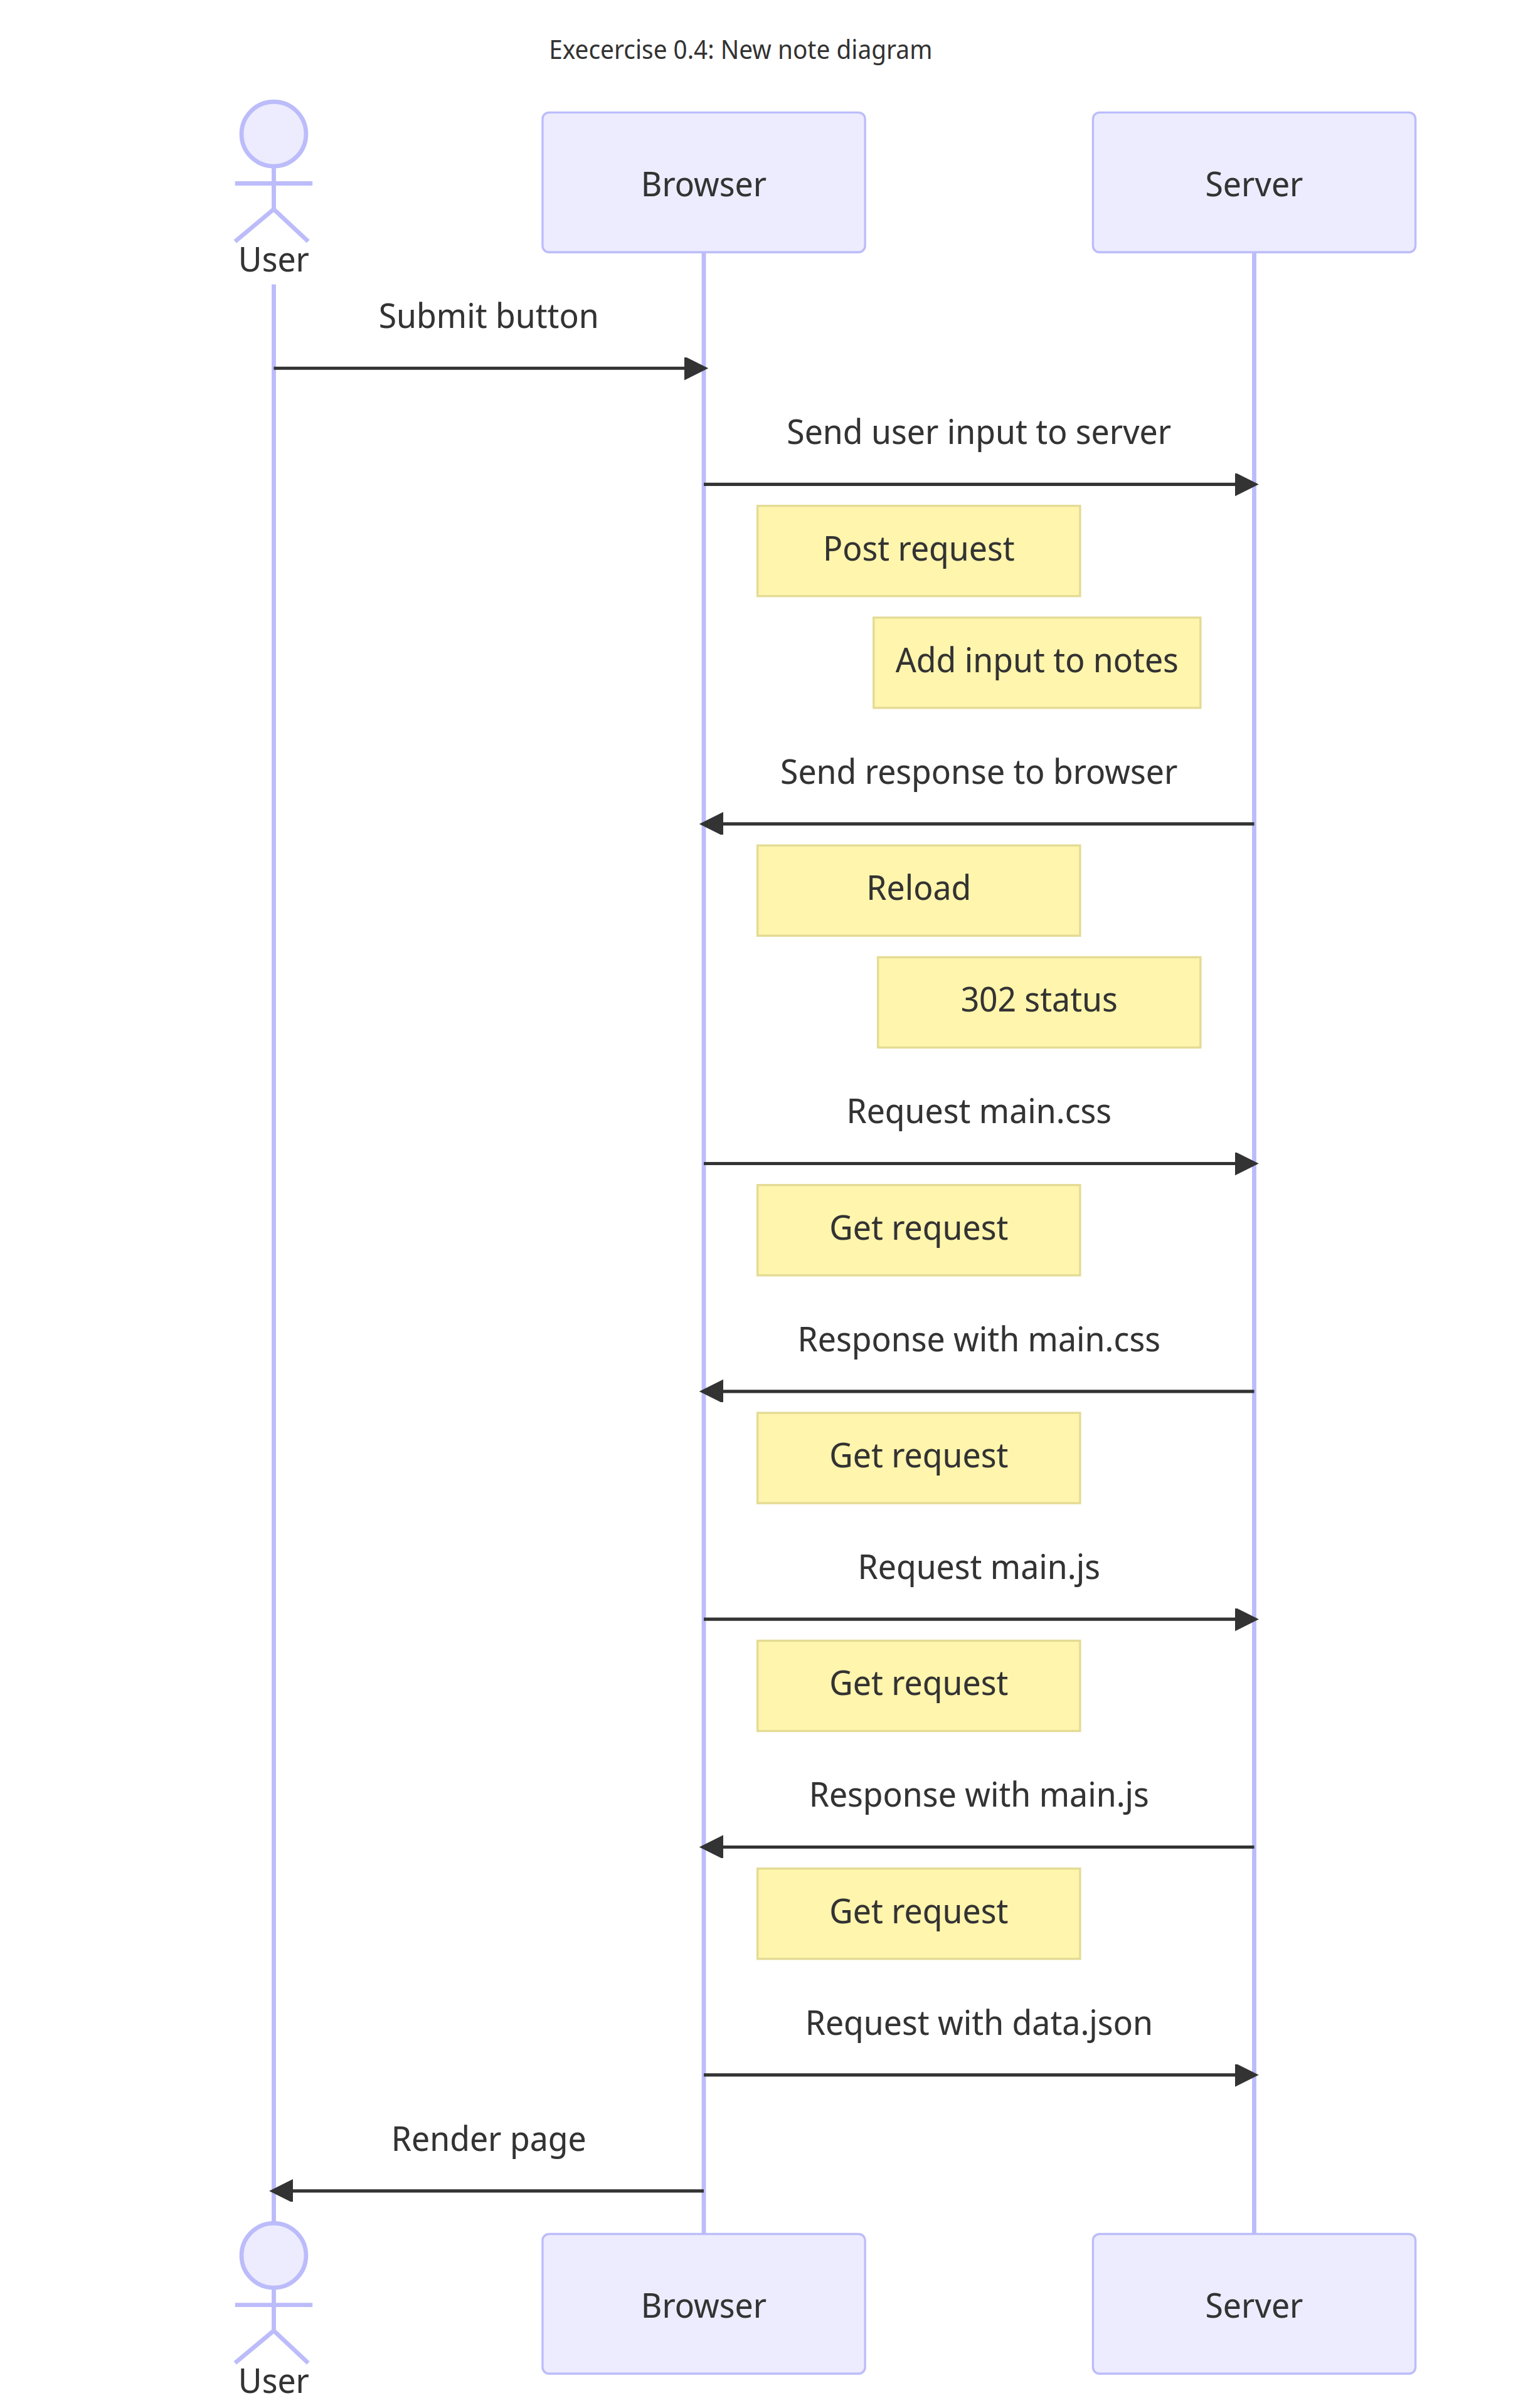 Execercise 0.4: New note diagram
User
Browser
Server
Submit button
Send user input to server
Post request
Add input to notes
Send response to browser
Reload
302 status
Request main.css
Get request
Response with main.css
Get request
Request main.js
Get request
Response with main.js
Get request
Request with data.json
Render page
User
Browser
Server